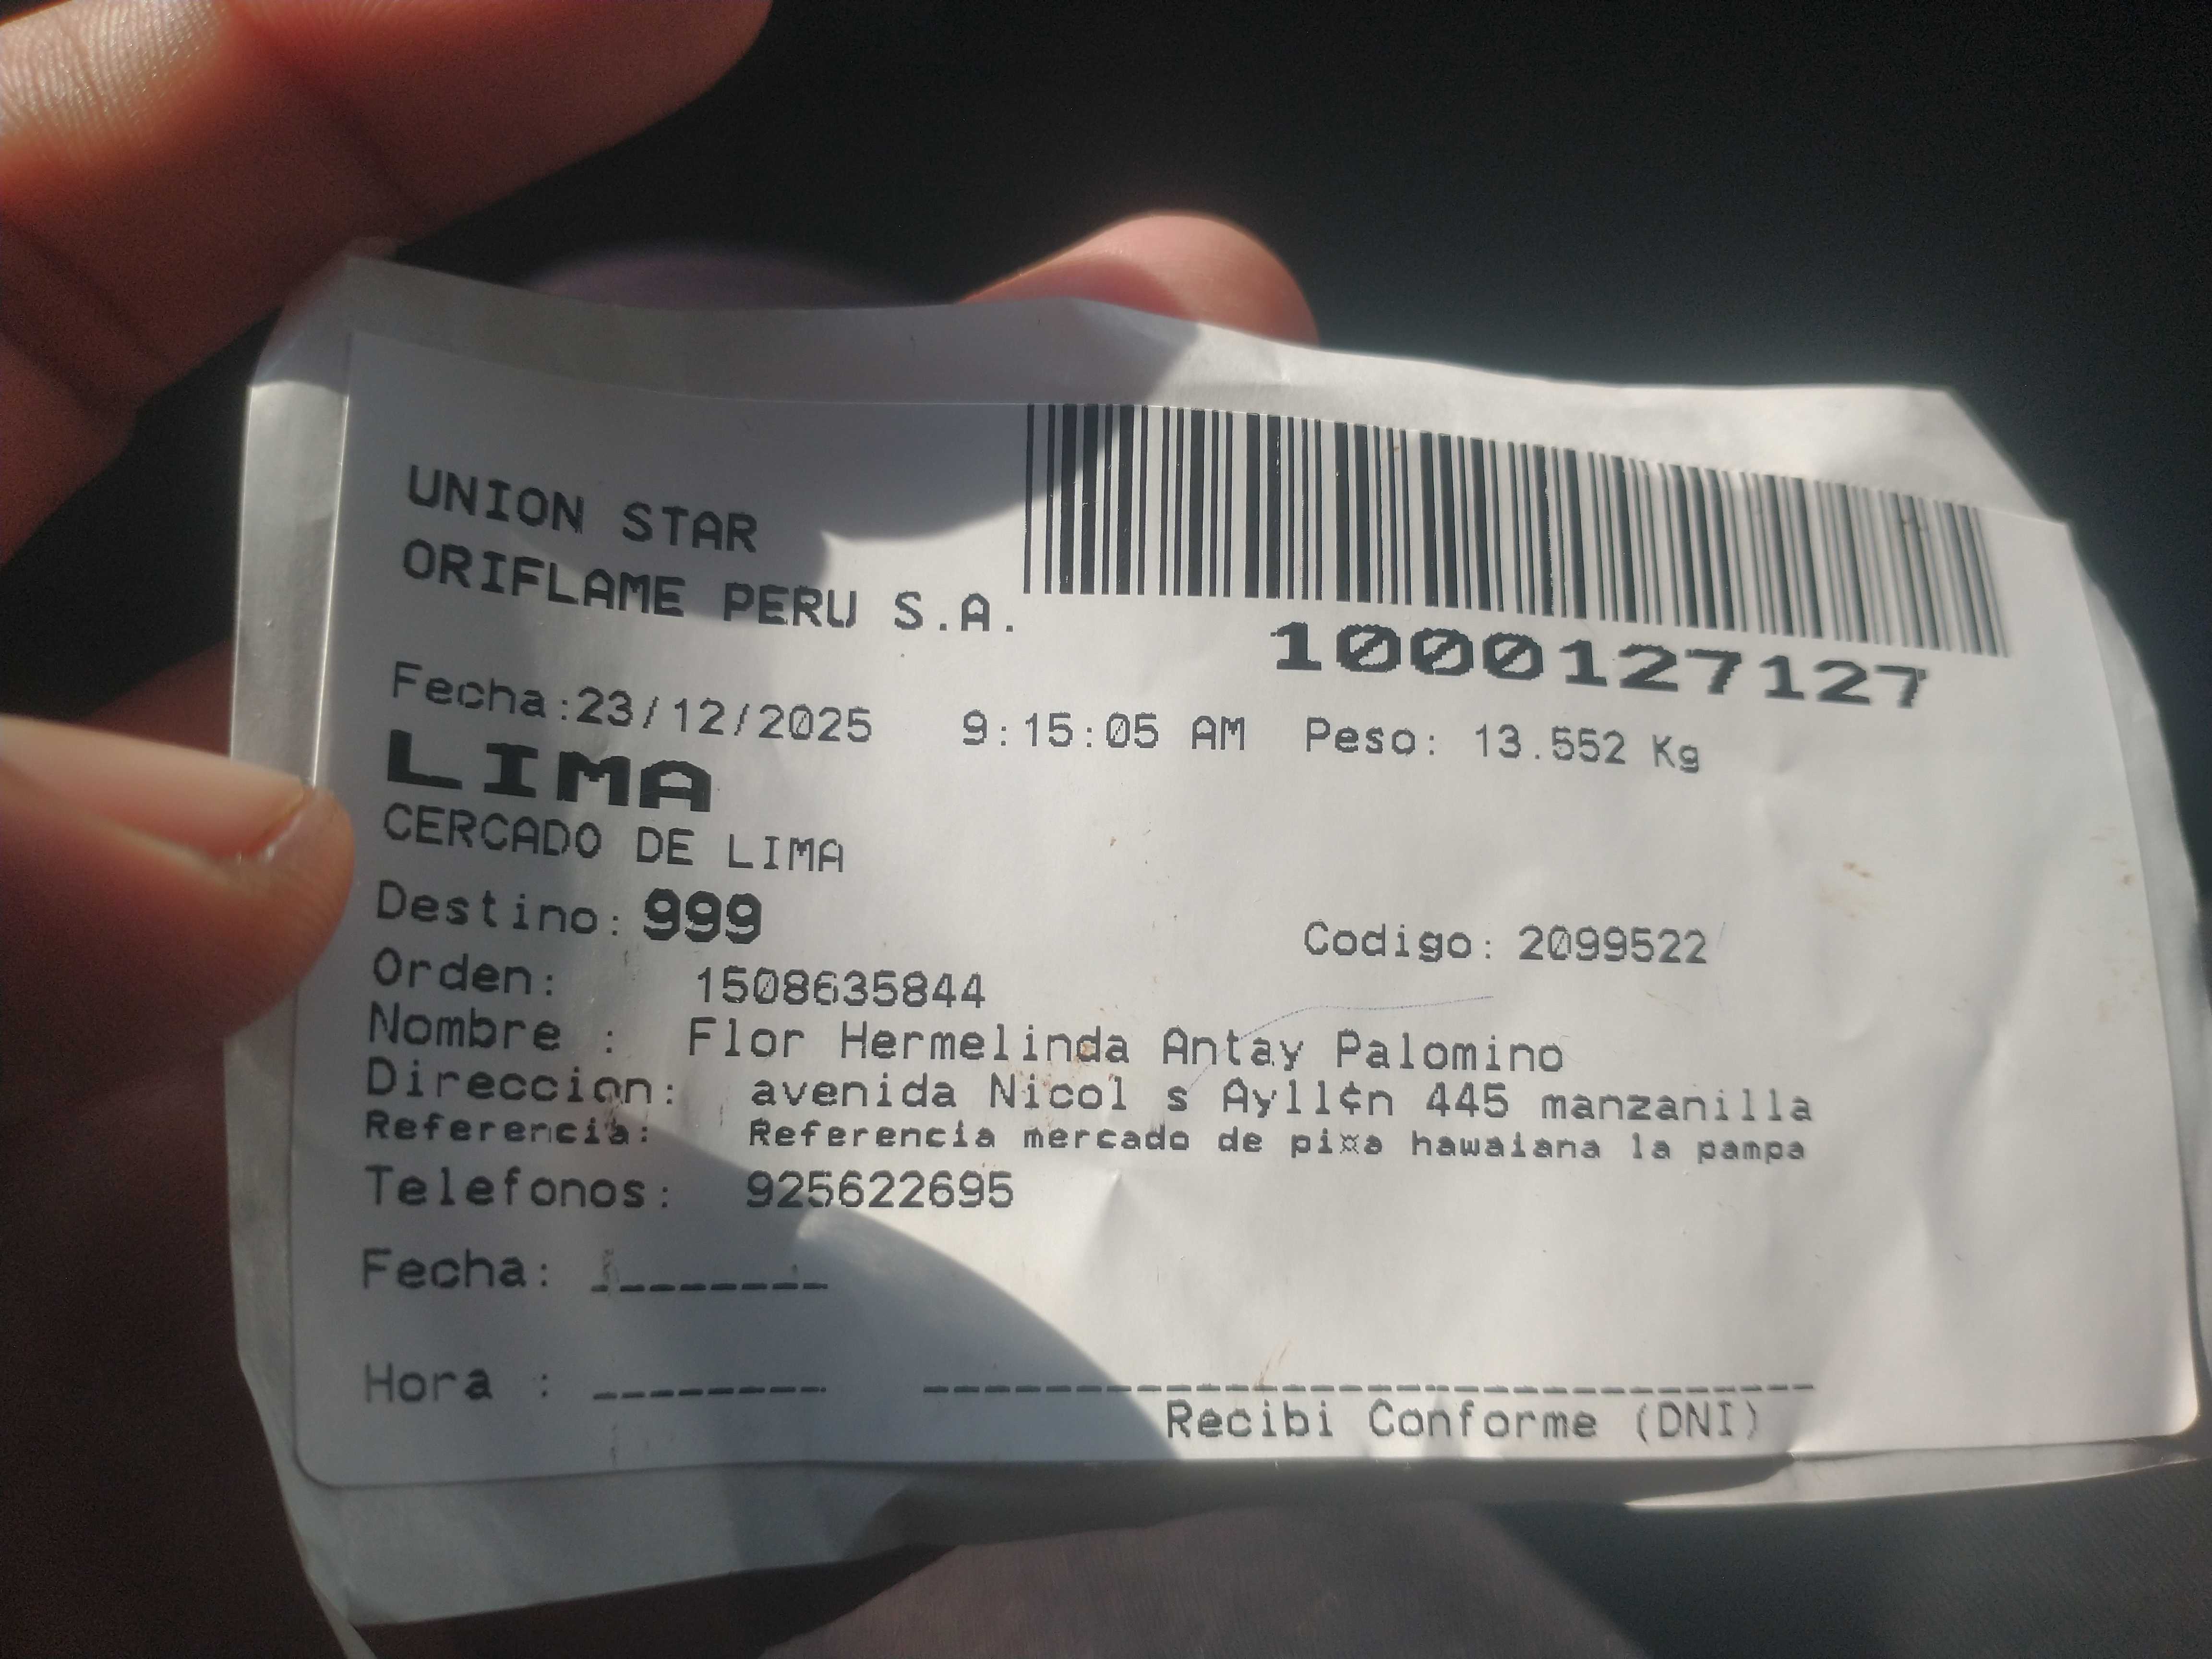 UNION STAR
ORIFLAME PERU S.A.
1000127127
Fecha:23/12/2025 9:15:05 AM Peso: 13.552 Kg
LIMA
CERCADO DE LIMA
Destino: 999 Codigo: 2099522
Orden: 1508635844
Nombre : Flor Hermelinda Antay Palomino
Direccion: avenida Nicol s Ayll¢n 445 manzanilla
Referencia: Referencia mercado de pi¤a hawaiana la pampa
Telefonos: 925622695
Fecha: ________
Hora : ________
Recibi Conforme (DNI)